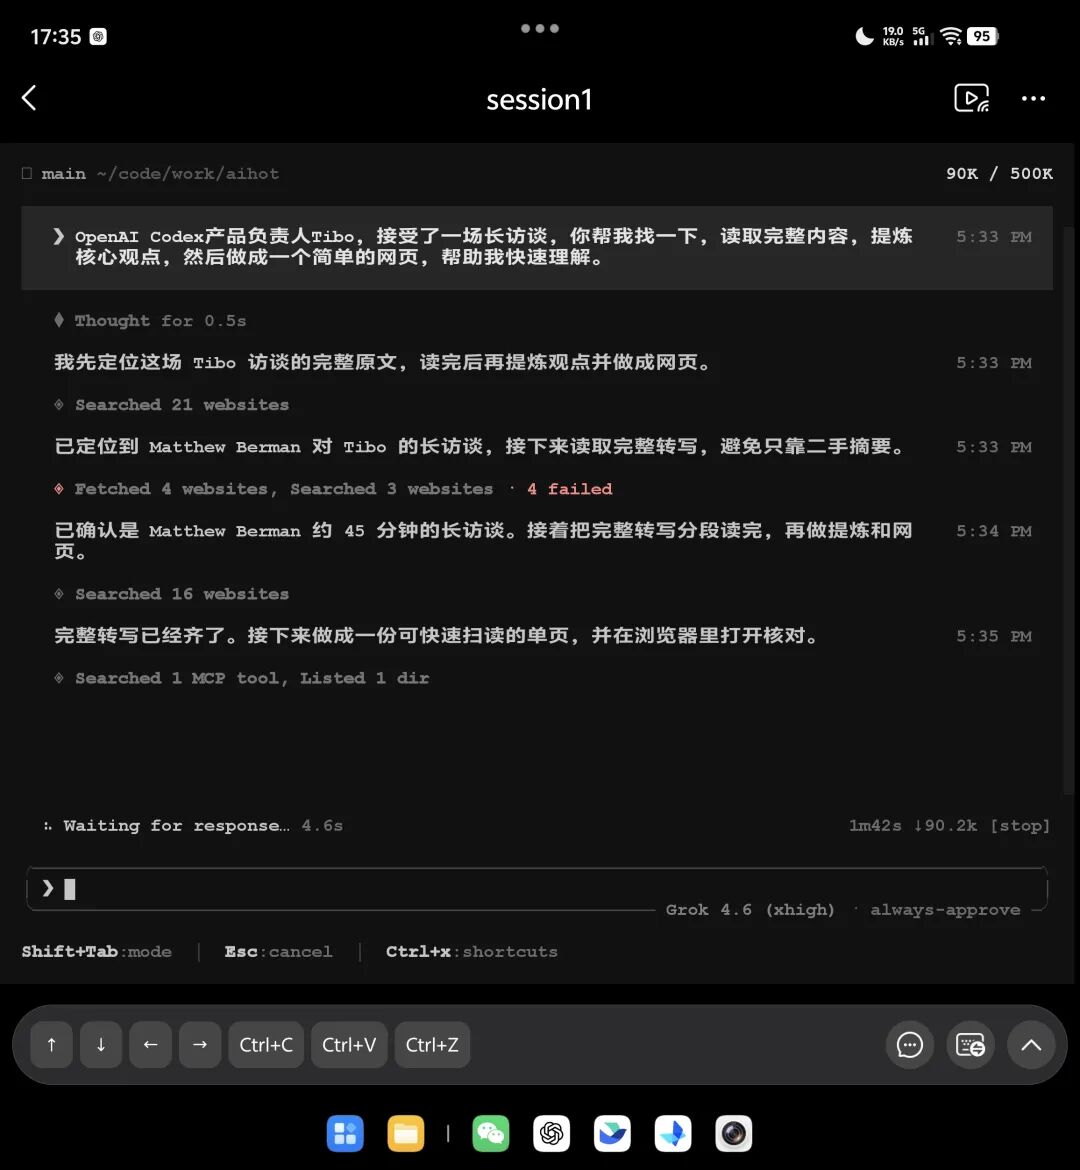 17:35
19.0 KB/s 5G 95
session1
main ~/code/work/aihot 90K / 500K
❯ OpenAI Codex产品负责人Tibo，接受了一场长访谈，你帮我找一下，读取完整内容，提炼 5:33 PM
核心观点，然后做成一个简单的网页，帮助我快速理解。
Thought for 0.5s
我先定位这场 Tibo 访谈的完整原文，读完后再提炼观点并做成网页。 5:33 PM
Searched 21 websites
已定位到 Matthew Berman 对 Tibo 的长访谈，接下来读取完整转写，避免只靠二手摘要。 5:33 PM
Fetched 4 websites, Searched 3 websites · 4 failed
已确认是 Matthew Berman 约 45 分钟的长访谈。接着把完整转写分段读完，再做提炼和网 5:34 PM
页。
Searched 16 websites
完整转写已经齐了。接下来做成一份可快速扫读的单页，并在浏览器里打开核对。 5:35 PM
Searched 1 MCP tool, Listed 1 dir
Waiting for response… 4.6s 1m42s ↓90.2k [stop]
❯
Grok 4.6 (xhigh) · always-approve
Shift+Tab:mode | Esc:cancel | Ctrl+x:shortcuts
↑ ↓ ← → Ctrl+C Ctrl+V Ctrl+Z